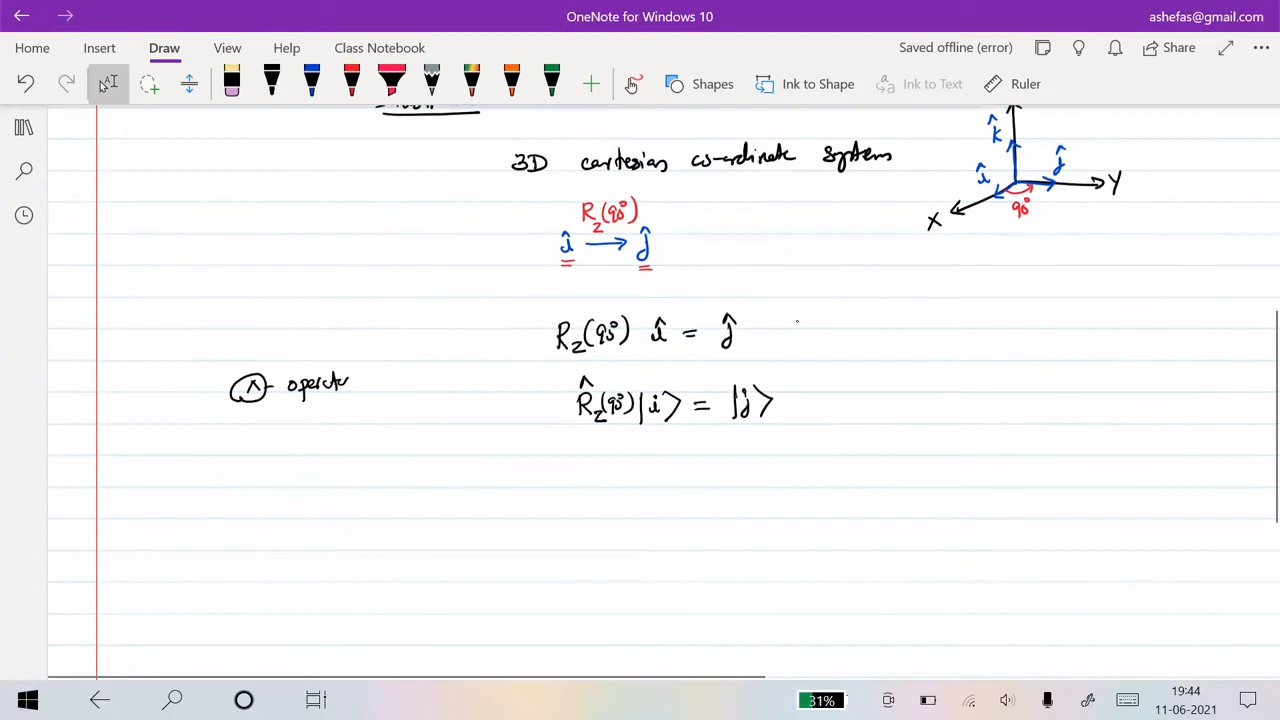 OneNote for Windows 10
ashefas@gmail.com
Home Insert Draw View Help Class Notebook
Saved offline (error) Share
Shapes Ink to Shape Ink to Text Ruler
3D cartesian co-ordinate system
k̂
î ĵ
90°
X Y
R_z(90°)
î → ĵ
R_z(90°) î = ĵ
∧ - operator
R̂_z(90°)|i> = |j>
31%
19:44
11-06-2021